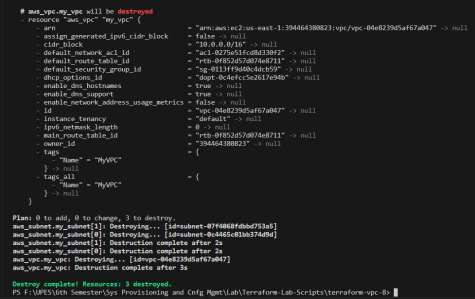 # aws_vpc.my_vpc will be destroyed
- resource "aws_vpc" "my_vpc" {
- arn = "arn:aws:ec2:us-east-1:394464380823:vpc/vpc-04e8239d5af67a047" -> null
- assign_generated_ipv6_cidr_block = false -> null
- cidr_block = "10.0.0.0/16" -> null
- default_network_acl_id = "acl-0275e51fcd8d330f2" -> null
- default_route_table_id = "rtb-0f852d57d074e8711" -> null
- default_security_group_id = "sg-0113ff9d40c4dcb59" -> null
- dhcp_options_id = "dopt-0c4efcc5e2617e94b" -> null
- enable_dns_hostnames = true -> null
- enable_dns_support = true -> null
- enable_network_address_usage_metrics = false -> null
- id = "vpc-04e8239d5af67a047" -> null
- instance_tenancy = "default" -> null
- ipv6_netmask_length = 0 -> null
- main_route_table_id = "rtb-0f852d57d074e8711" -> null
- owner_id = "394464380823" -> null
- tags = {
- "Name" = "MyVPC"
} -> null
- tags_all = {
- "Name" = "MyVPC"
} -> null
}
Plan: 0 to add, 0 to change, 3 to destroy.
aws_subnet.my_subnet[1]: Destroying... [id=subnet-07f4068fdbbd753a5]
aws_subnet.my_subnet[0]: Destroying... [id=subnet-0c4465c01bb374d9d]
aws_subnet.my_subnet[1]: Destruction complete after 2s
aws_subnet.my_subnet[0]: Destruction complete after 2s
aws_vpc.my_vpc: Destroying... [id=vpc-04e8239d5af67a047]
aws_vpc.my_vpc: Destruction complete after 3s
Destroy complete! Resources: 3 destroyed.
PS F:\UPES\6th Semester\Sys Provisioning and Cnfg Mgmt\Lab\Terraform-Lab-Scripts\terraform-vpc-8>